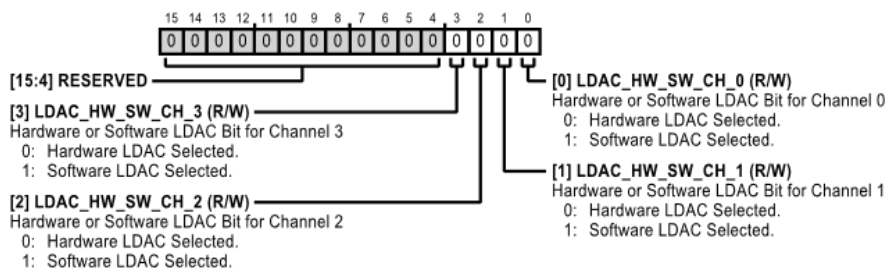 15 14 13 12 11 10 9 8 7 6 5 4 3 2 1 0
0 0 0 0 0 0 0 0 0 0 0 0 0 0 0 0
[15:4] RESERVED
[3] LDAC_HW_SW_CH_3 (R/W)
Hardware or Software LDAC Bit for Channel 3
0: Hardware LDAC Selected.
1: Software LDAC Selected.
[2] LDAC_HW_SW_CH_2 (R/W)
Hardware or Software LDAC Bit for Channel 2
0: Hardware LDAC Selected.
1: Software LDAC Selected.
[0] LDAC_HW_SW_CH_0 (R/W)
Hardware or Software LDAC Bit for Channel 0
0: Hardware LDAC Selected.
1: Software LDAC Selected.
[1] LDAC_HW_SW_CH_1 (R/W)
Hardware or Software LDAC Bit for Channel 1
0: Hardware LDAC Selected.
1: Software LDAC Selected.